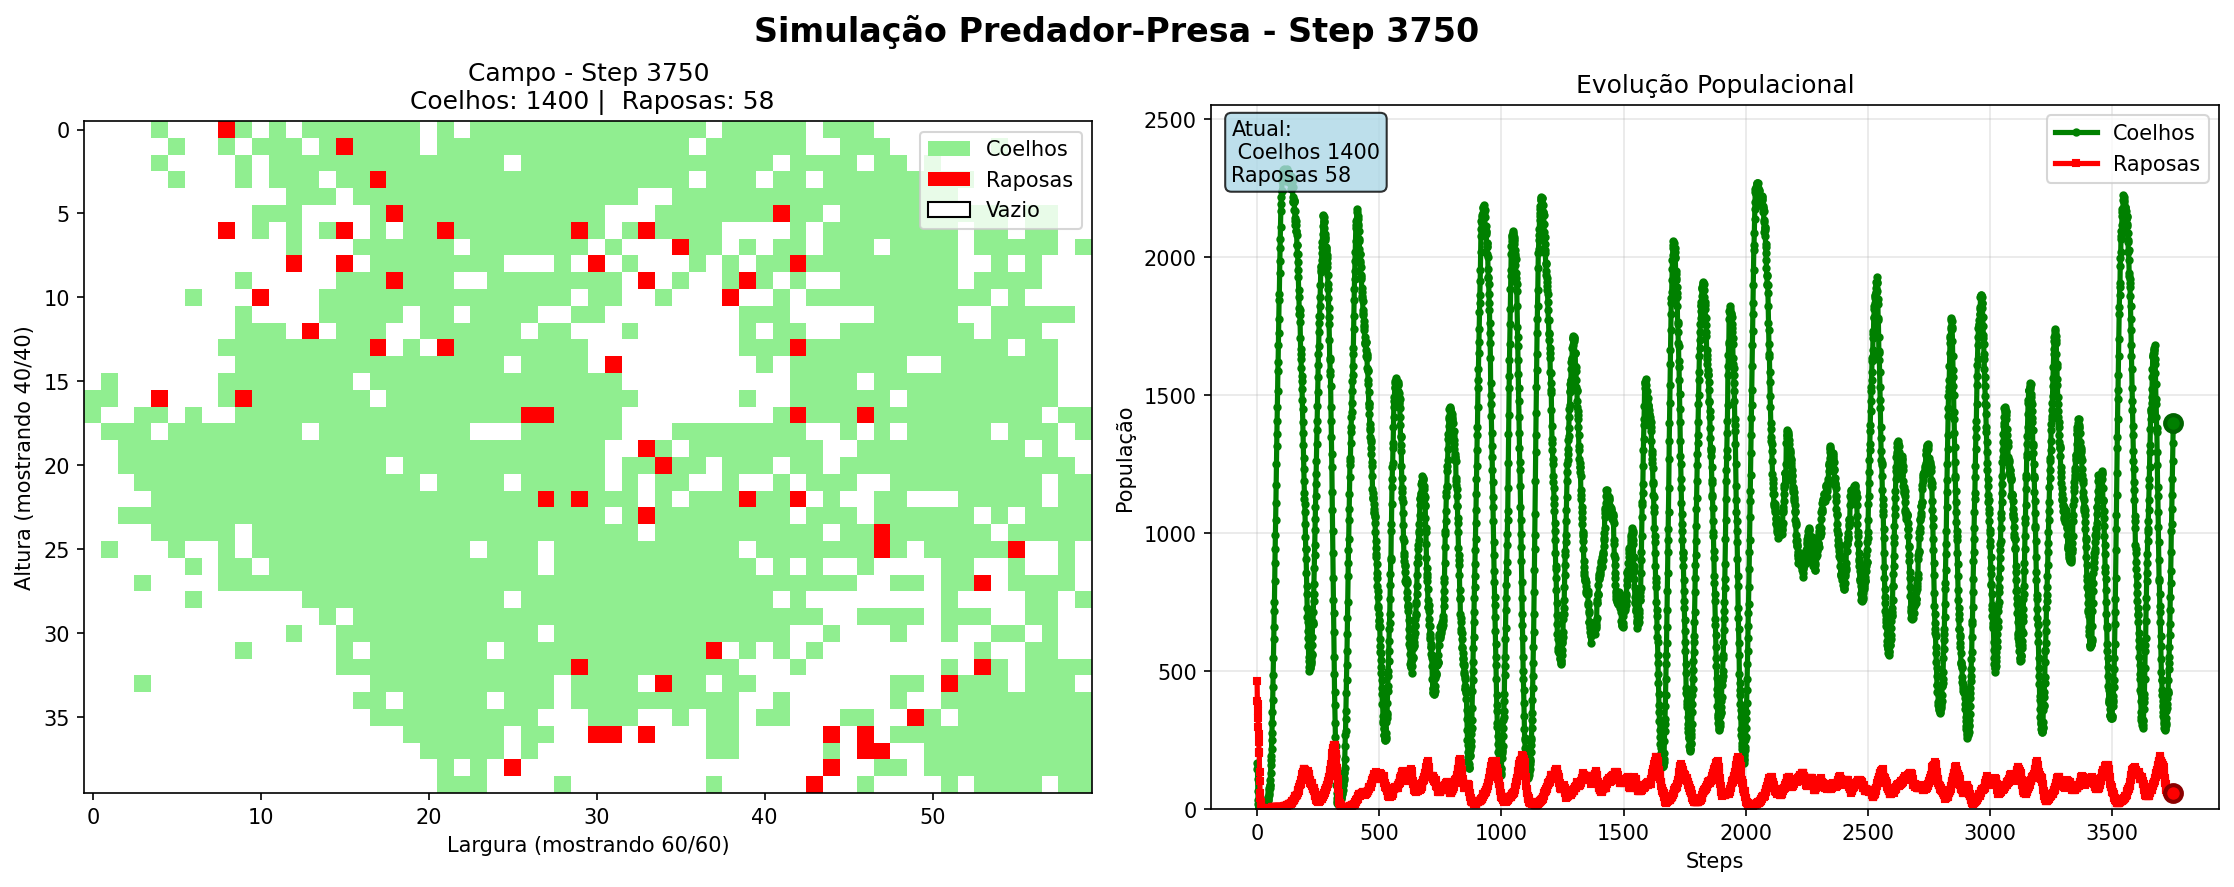 Simulação Predador-Presa - Step 3750
Campo - Step 3750
Coelhos: 1400 |  Raposas: 58
Coelhos
Raposas
Vazio
0
5
10
15
20
25
30
35
Altura (mostrando 40/40)
0
10
20
30
40
50
Largura (mostrando 60/60)
Evolução Populacional
Atual:
Coelhos 1400
Raposas 58
Coelhos
Raposas
2500
2000
1500
1000
500
0
População
0
500
1000
1500
2000
2500
3000
3500
Steps